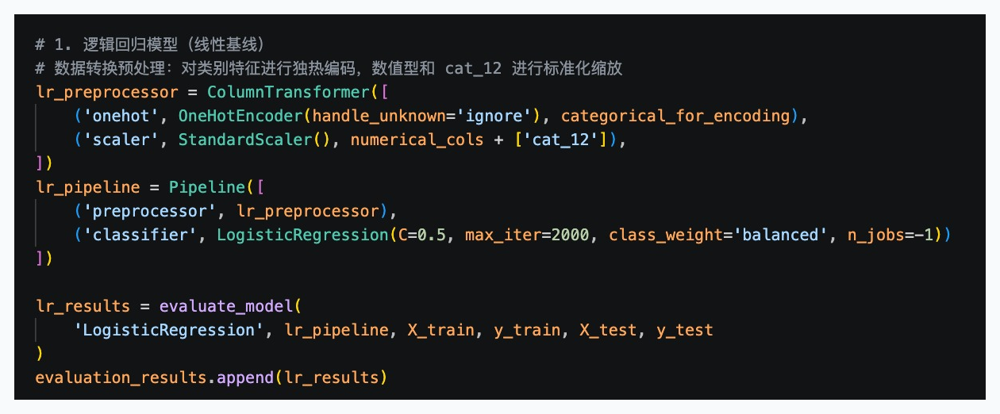 # 1. 逻辑回归模型（线性基线）
# 数据转换预处理：对类别特征进行独热编码，数值型和 cat_12 进行标准化缩放
lr_preprocessor = ColumnTransformer([
    ('onehot', OneHotEncoder(handle_unknown='ignore'), categorical_for_encoding),
    ('scaler', StandardScaler(), numerical_cols + ['cat_12']),
])
lr_pipeline = Pipeline([
    ('preprocessor', lr_preprocessor),
    ('classifier', LogisticRegression(C=0.5, max_iter=2000, class_weight='balanced', n_jobs=-1))
])

lr_results = evaluate_model(
    'LogisticRegression', lr_pipeline, X_train, y_train, X_test, y_test
)
evaluation_results.append(lr_results)